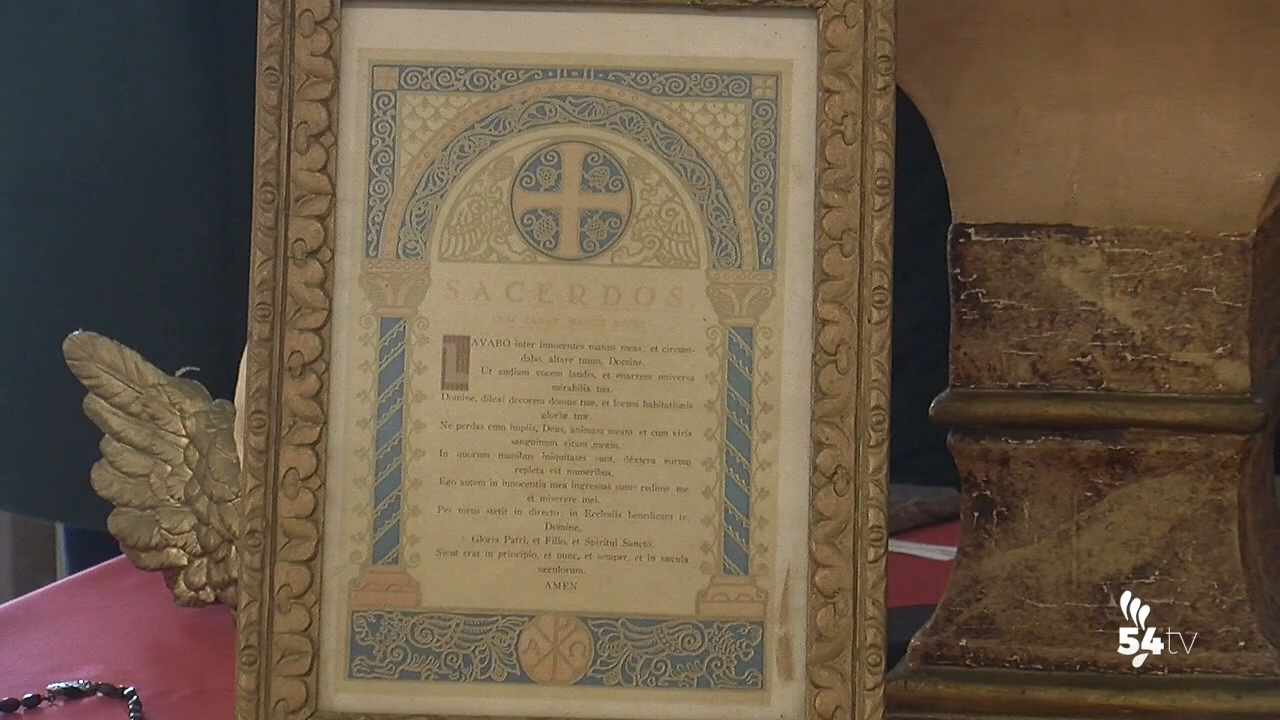 SACERDOS,
LAVABO inter innocentes manus meas: et circum-
dabo, altare tuum, Domine.
Ut audiam vocem laudis, et enarrem universa
mirabilia tua.
Domine, dilexi decorem domus tuæ, et locum habitationis
gloriæ tuæ.
Ne perdas cum impiis, Deus, animam meam et cum viris
sanguinum vitam meam.
In quorum manibus iniquitates sunt, déxtera eorum
repleta est muneribus.
Ego autem in innocentia mea ingressus sum: redime me
et miserere mei.
Pes meus stetit in directo: in Ecclesiis benedicam te,
Domine.
Gloria Patri, et Filio, et Spiritui Sancto.
Sicut erat in principio, et nunc, et semper, et in sæcula
sæculorum.
AMEN
A Ω
54tv